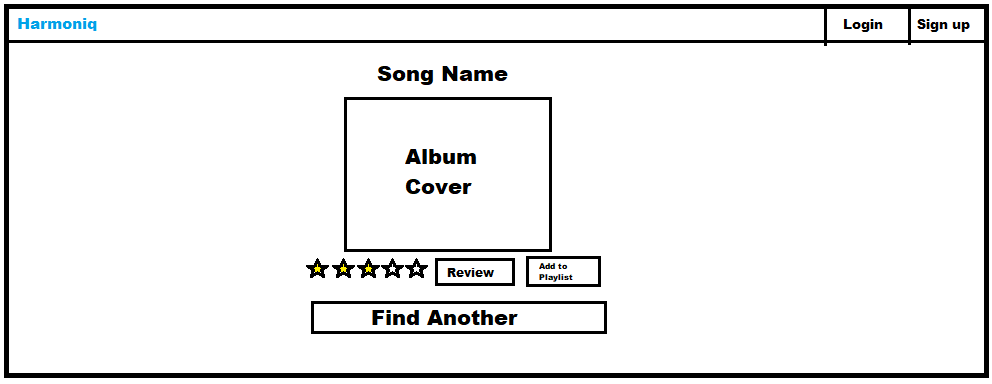 Harmoniq
Login
Sign up
Song Name
Album
Cover
Review
Add to
Playlist
Find Another